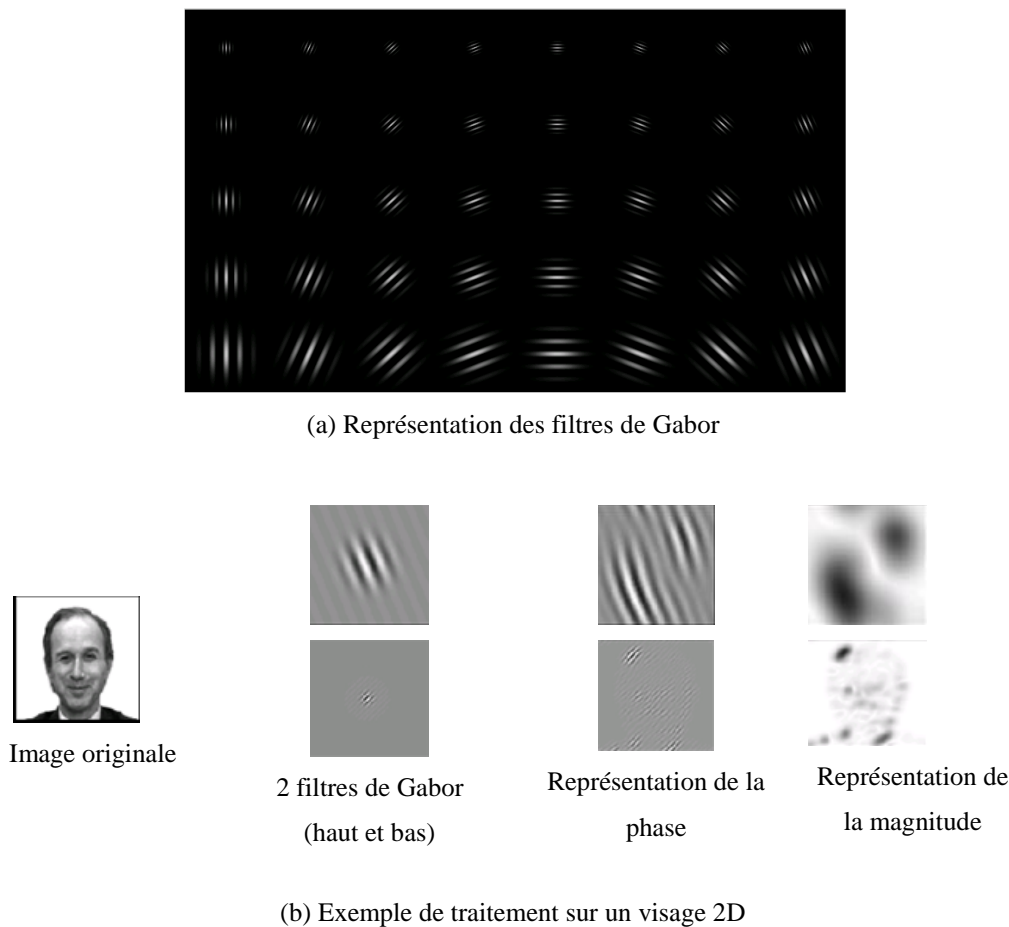 (a) Représentation des filtres de Gabor
Image originale
2 filtres de Gabor
(haut et bas)
Représentation de la
phase
Représentation de
la magnitude
(b) Exemple de traitement sur un visage 2D